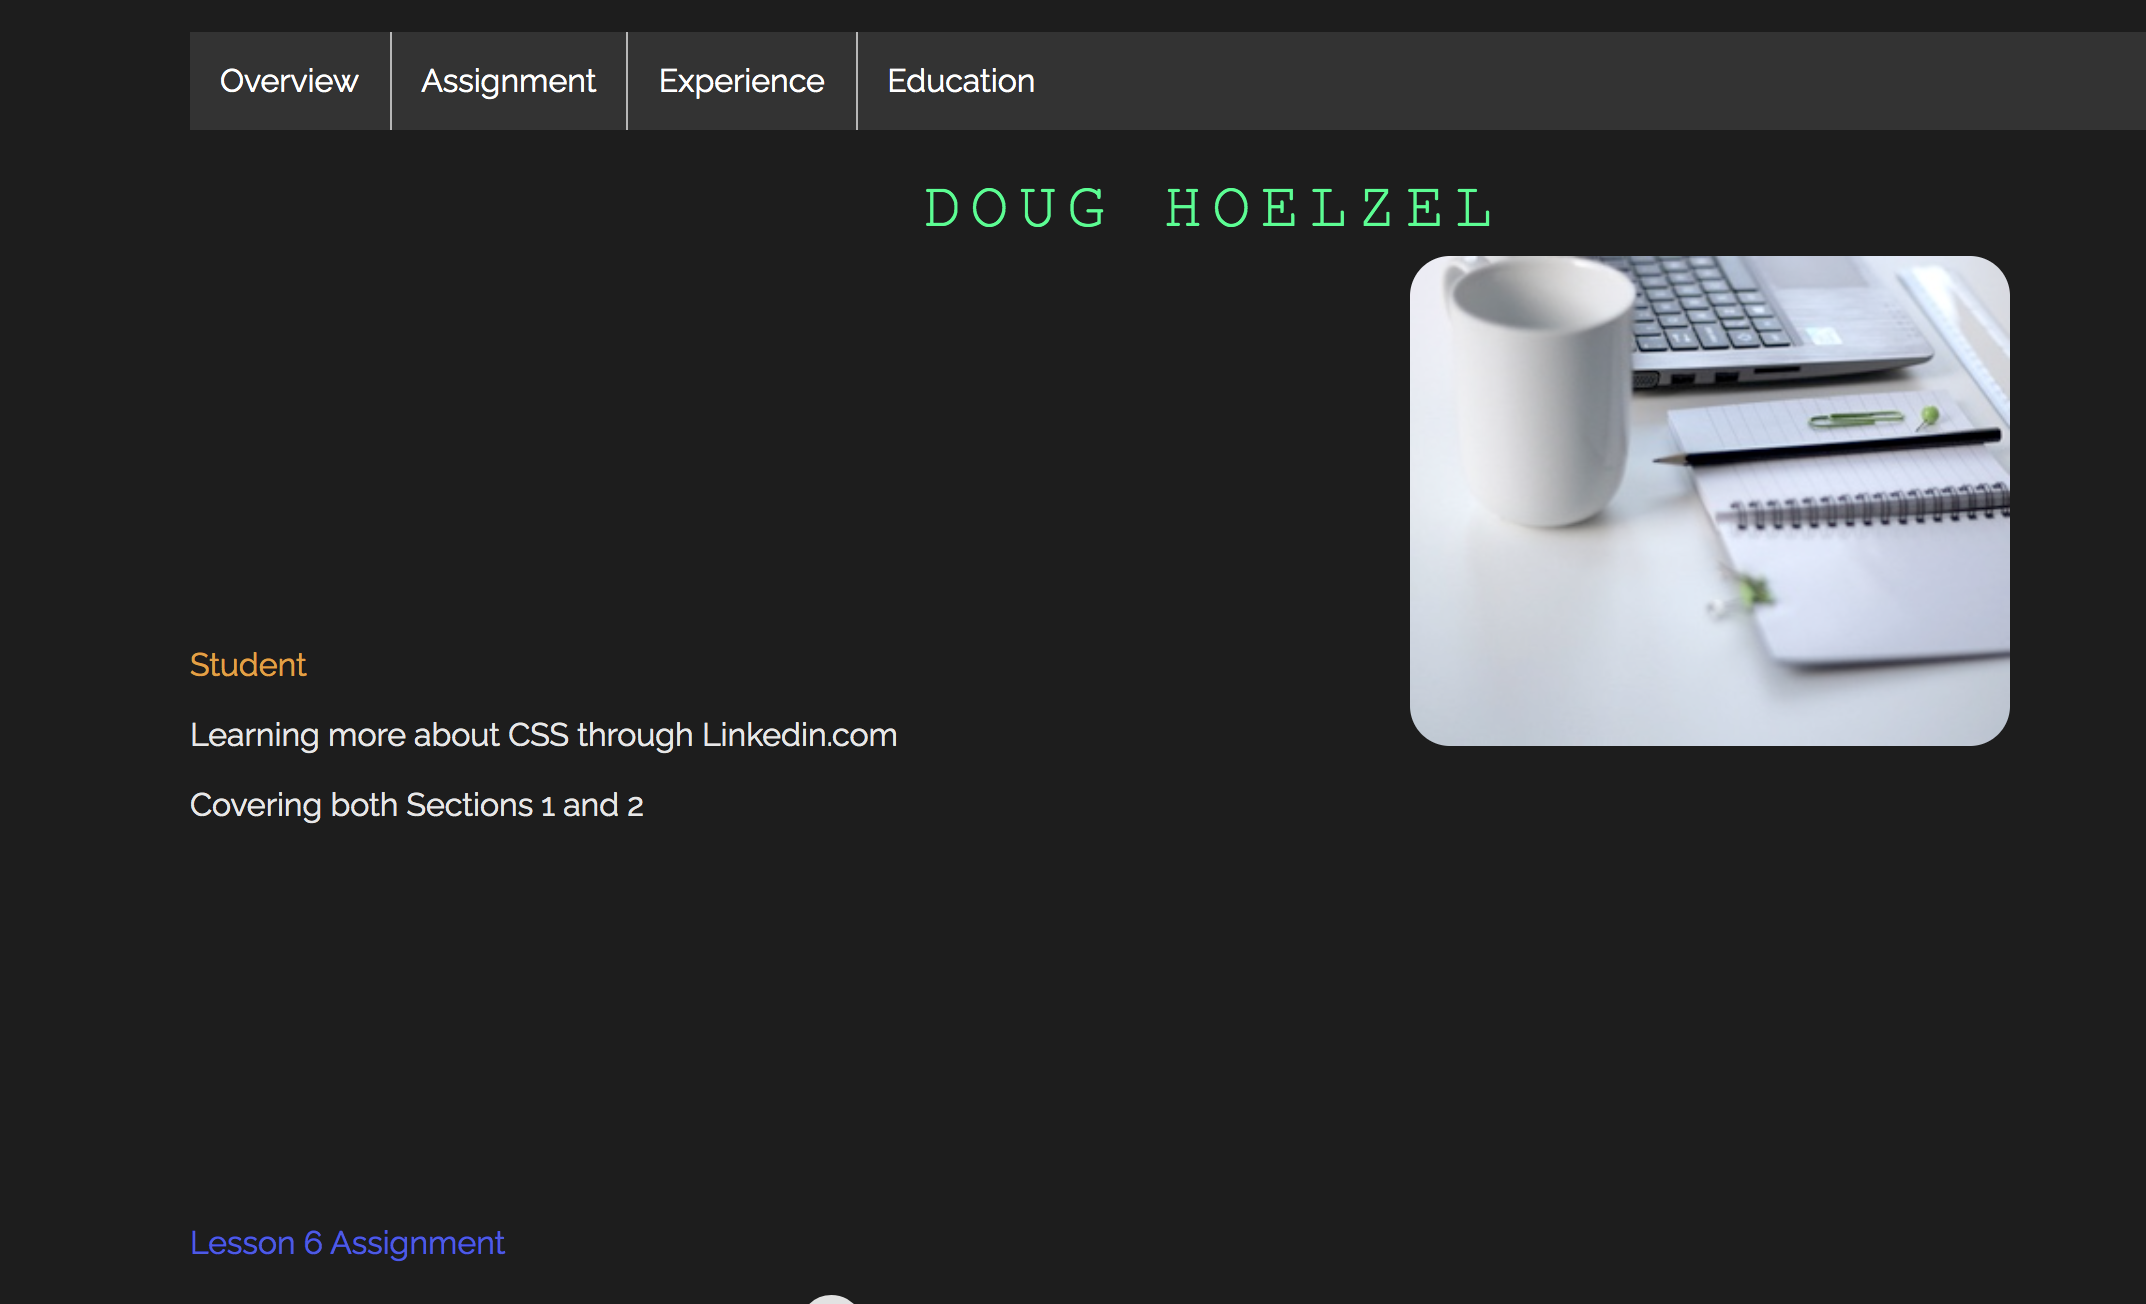 Overview Assignment Experience Education
DOUG HOELZEL
Student
Learning more about CSS through Linkedin.com
Covering both Sections 1 and 2
Lesson 6 Assignment